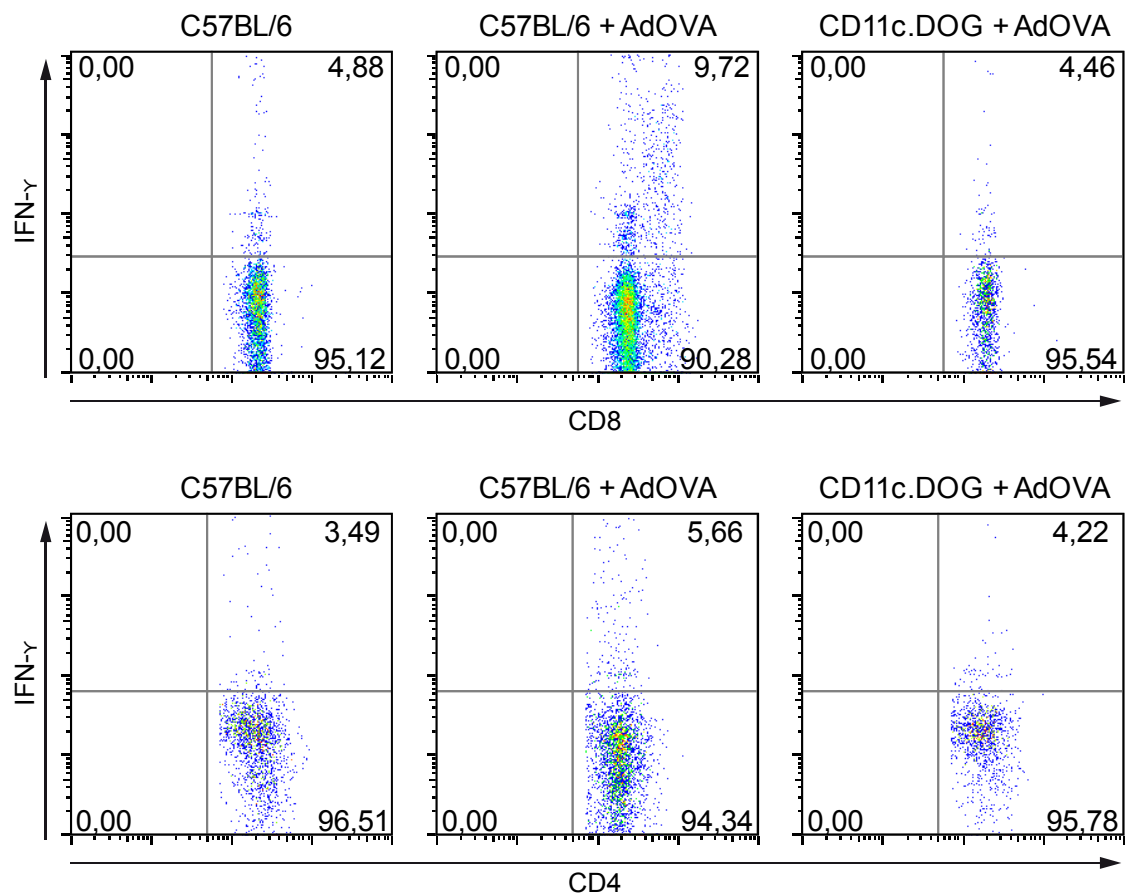 C57BL/6 C57BL/6 + AdOVA CD11c.DOG + AdOVA
0,00 4,88 0,00 9,72 0,00 4,46
IFN-γ
0,00 95,12 0,00 90,28 0,00 95,54
CD8
C57BL/6 C57BL/6 + AdOVA CD11c.DOG + AdOVA
0,00 3,49 0,00 5,66 0,00 4,22
IFN-γ
0,00 96,51 0,00 94,34 0,00 95,78
CD4